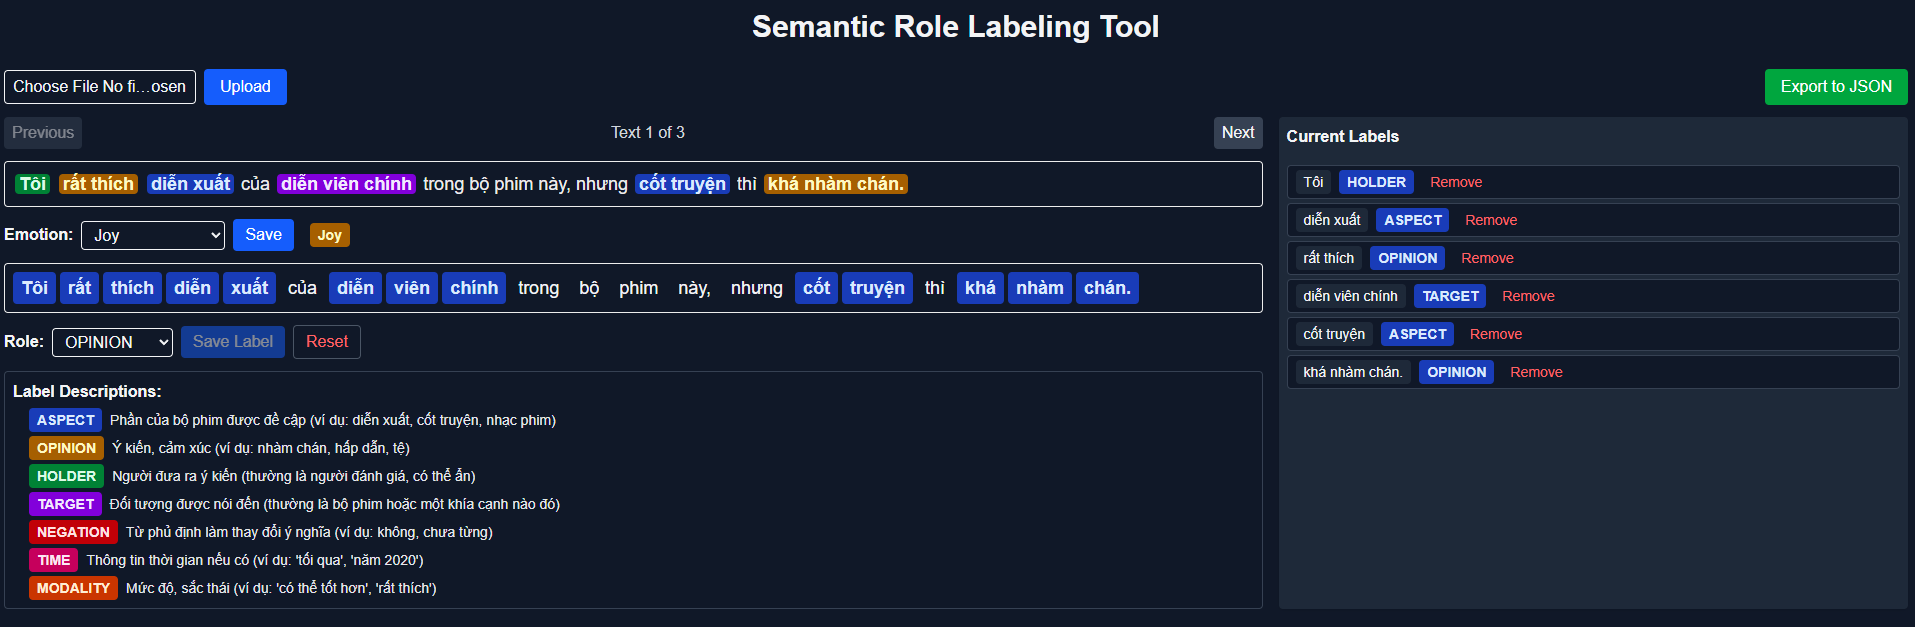 Semantic Role Labeling Tool
Choose File No fi...osen Upload Export to JSON
Previous Text 1 of 3 Next
Tôi rất thích diễn xuất của diễn viên chính trong bộ phim này, nhưng cốt truyện thì khá nhàm chán.
Emotion: Joy Save Joy
Tôi rất thích diễn xuất của diễn viên chính trong bộ phim này, nhưng cốt truyện thì khá nhàm chán.
Role: OPINION Save Label Reset
Label Descriptions:
ASPECT Phần của bộ phim được đề cập (ví dụ: diễn xuất, cốt truyện, nhạc phim)
OPINION Ý kiến, cảm xúc (ví dụ: nhàm chán, hấp dẫn, tệ)
HOLDER Người đưa ra ý kiến (thường là người đánh giá, có thể ẩn)
TARGET Đối tượng được nói đến (thường là bộ phim hoặc một khía cạnh nào đó)
NEGATION Từ phủ định làm thay đổi ý nghĩa (ví dụ: không, chưa từng)
TIME Thông tin thời gian nếu có (ví dụ: 'tối qua', 'năm 2020')
MODALITY Mức độ, sắc thái (ví dụ: 'có thể tốt hơn', 'rất thích')
Current Labels
Tôi HOLDER Remove
diễn xuất ASPECT Remove
rất thích OPINION Remove
diễn viên chính TARGET Remove
cốt truyện ASPECT Remove
khá nhàm chán. OPINION Remove